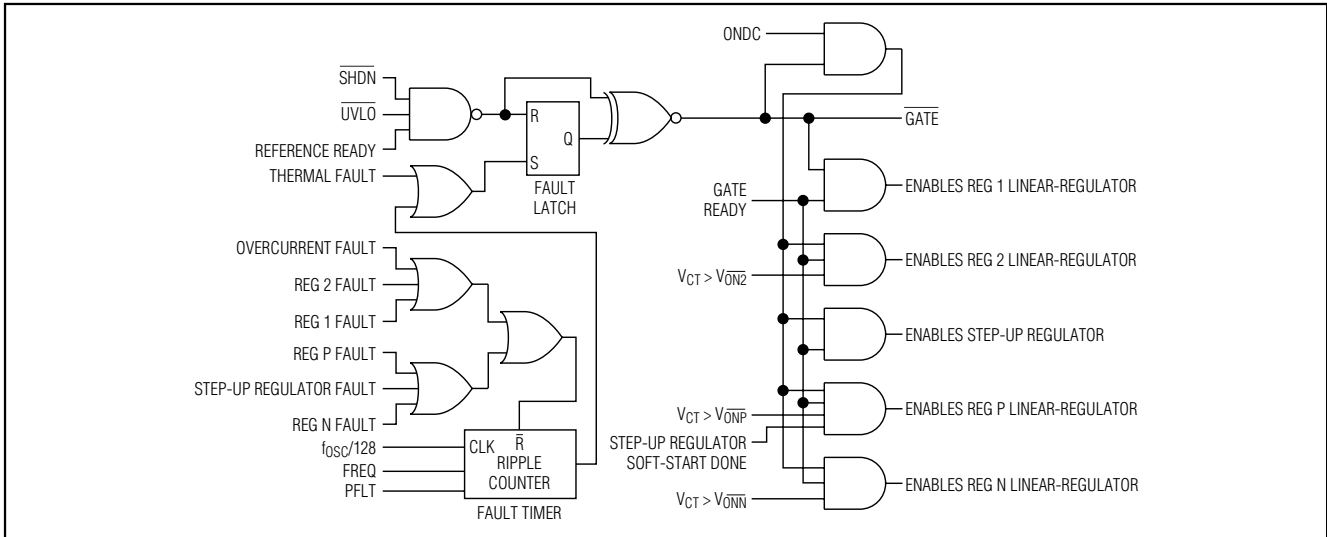 ONDC
SHDN
UVLO
REFERENCE READY
THERMAL FAULT
R
Q
S
FAULT
LATCH
GATE
GATE
READY
ENABLES REG 1 LINEAR-REGULATOR
OVERCURRENT FAULT
REG 2 FAULT
REG 1 FAULT
REG P FAULT
STEP-UP REGULATOR FAULT
REG N FAULT
fOSC/128
FREQ
PFLT
CLK
R
RIPPLE
COUNTER
FAULT TIMER
VCT > VON2
ENABLES REG 2 LINEAR-REGULATOR
ENABLES STEP-UP REGULATOR
VCT > VONP
STEP-UP REGULATOR
SOFT-START DONE
ENABLES REG P LINEAR-REGULATOR
VCT > VONN
ENABLES REG N LINEAR-REGULATOR